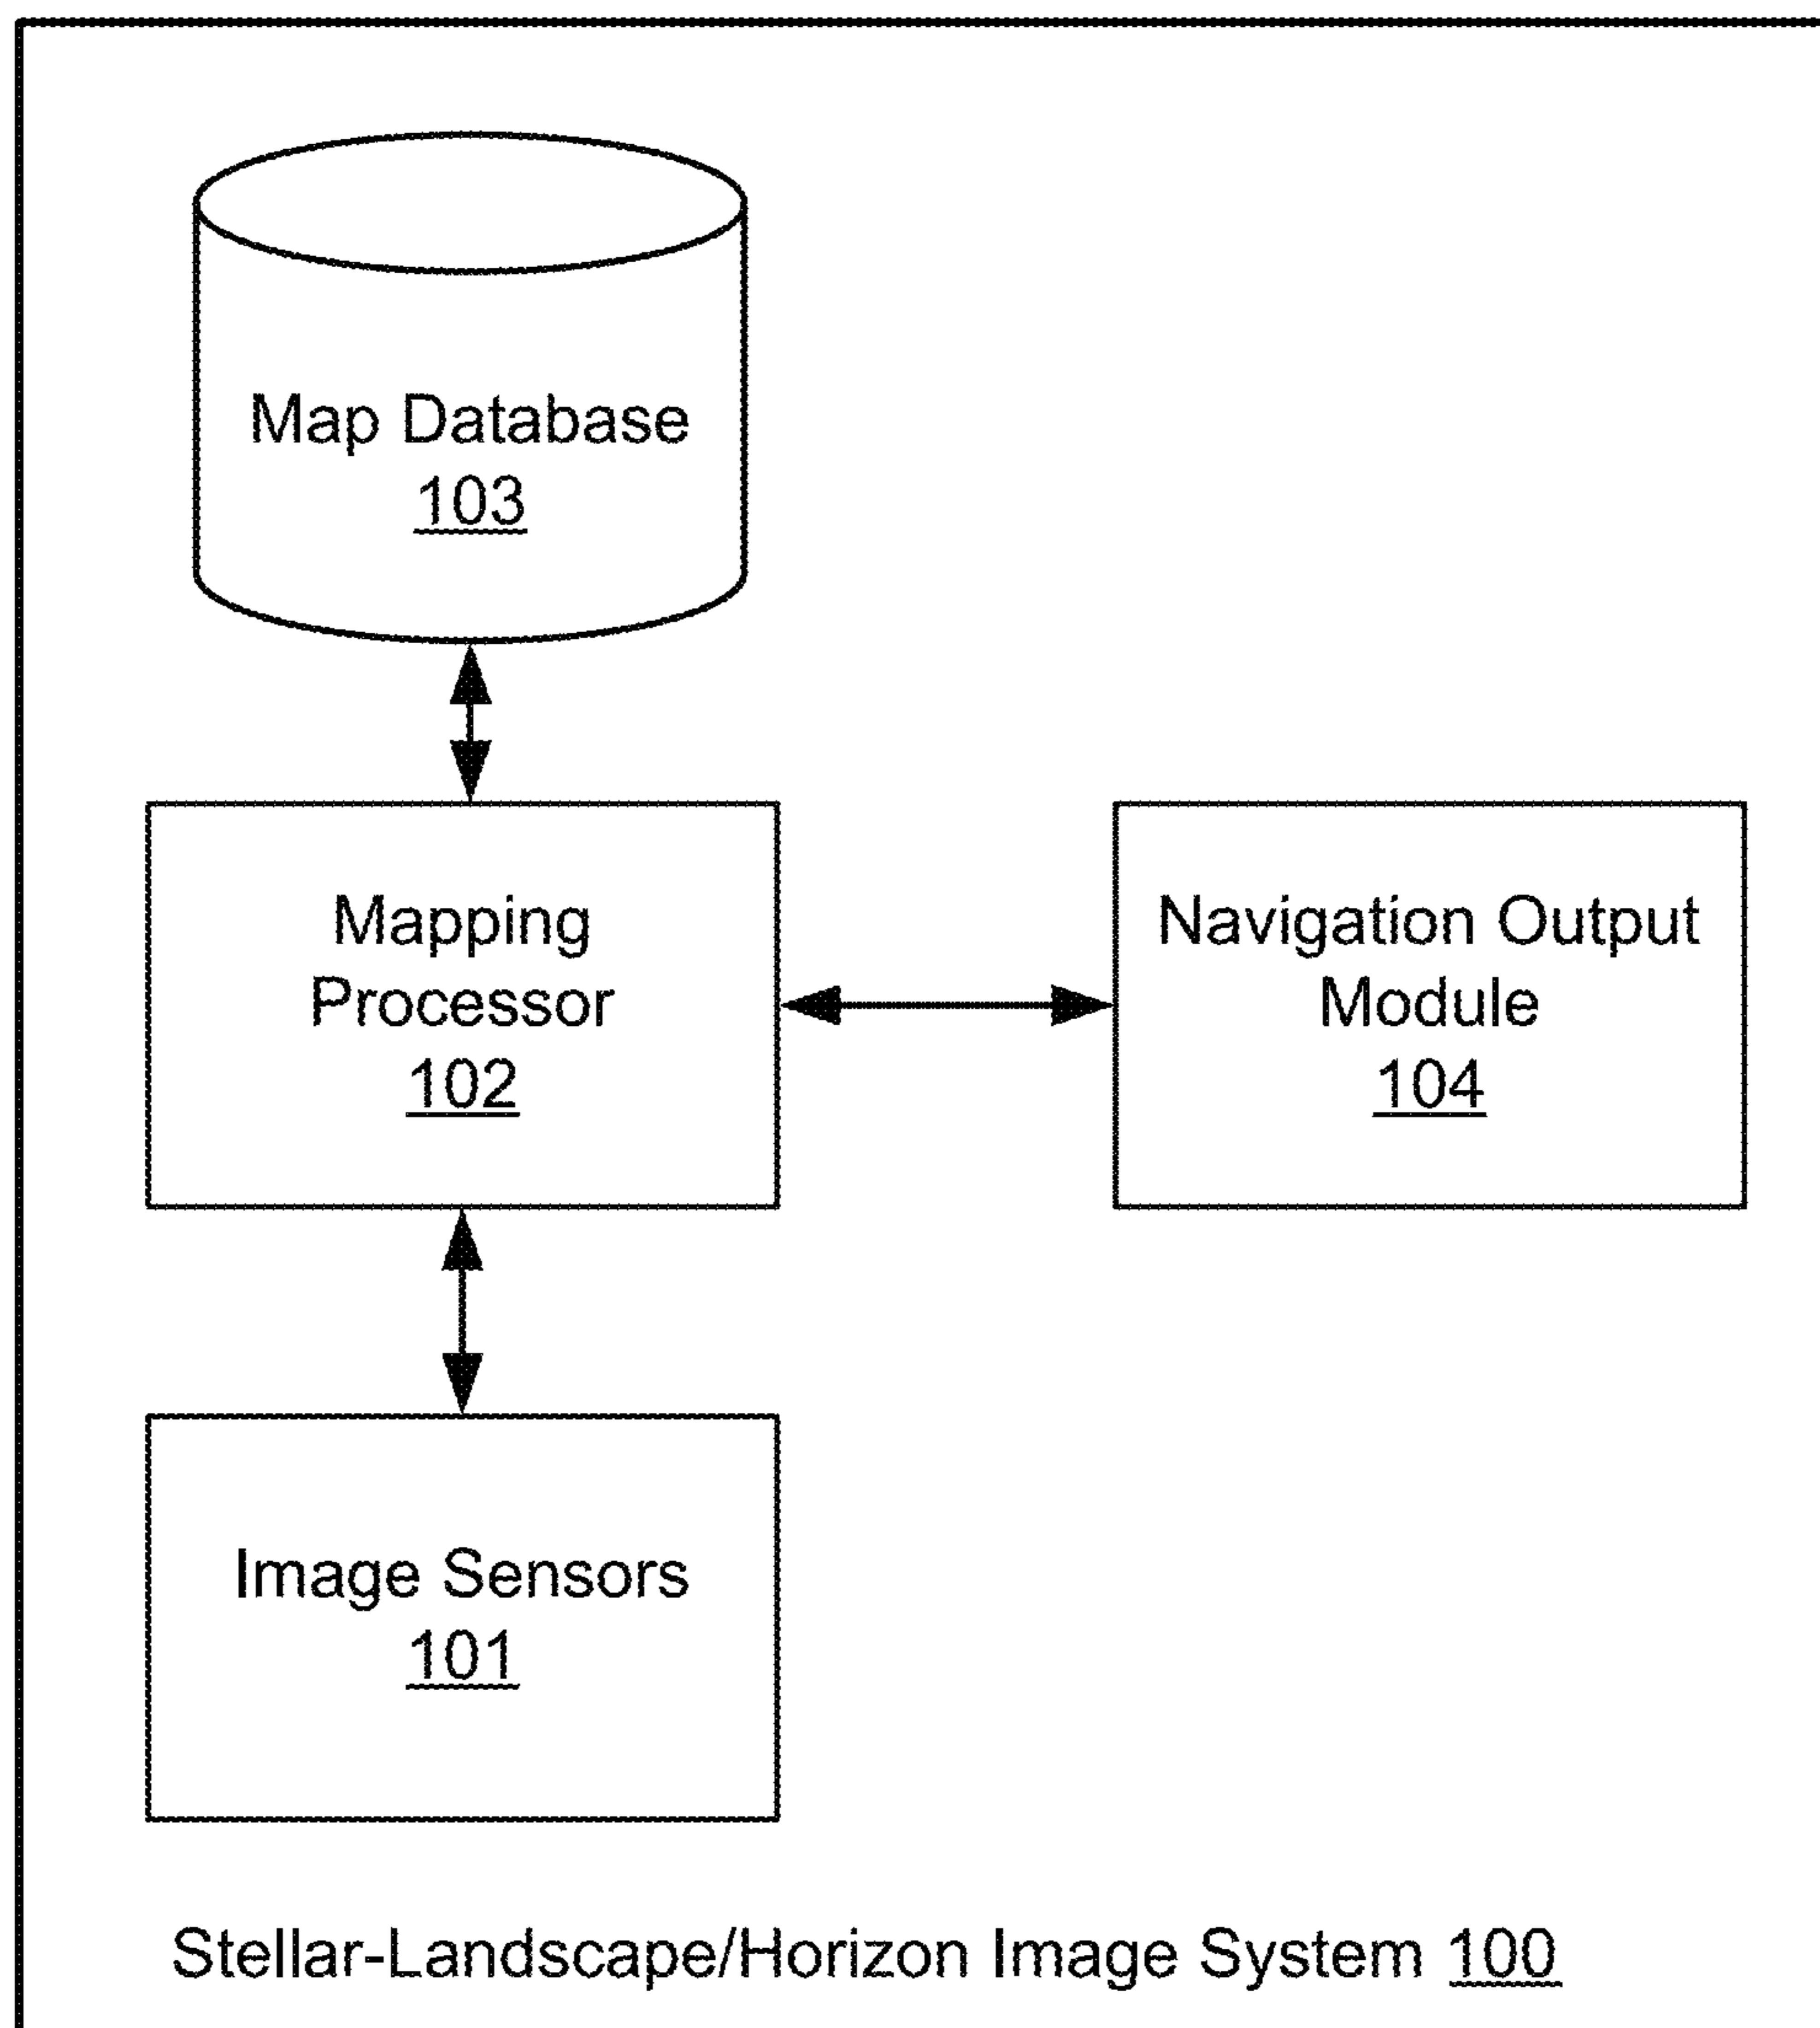 Map Database
103
Mapping
Processor
102
Navigation Output
Module
104
Image Sensors
101
Stellar-Landscape/Horizon Image System 100